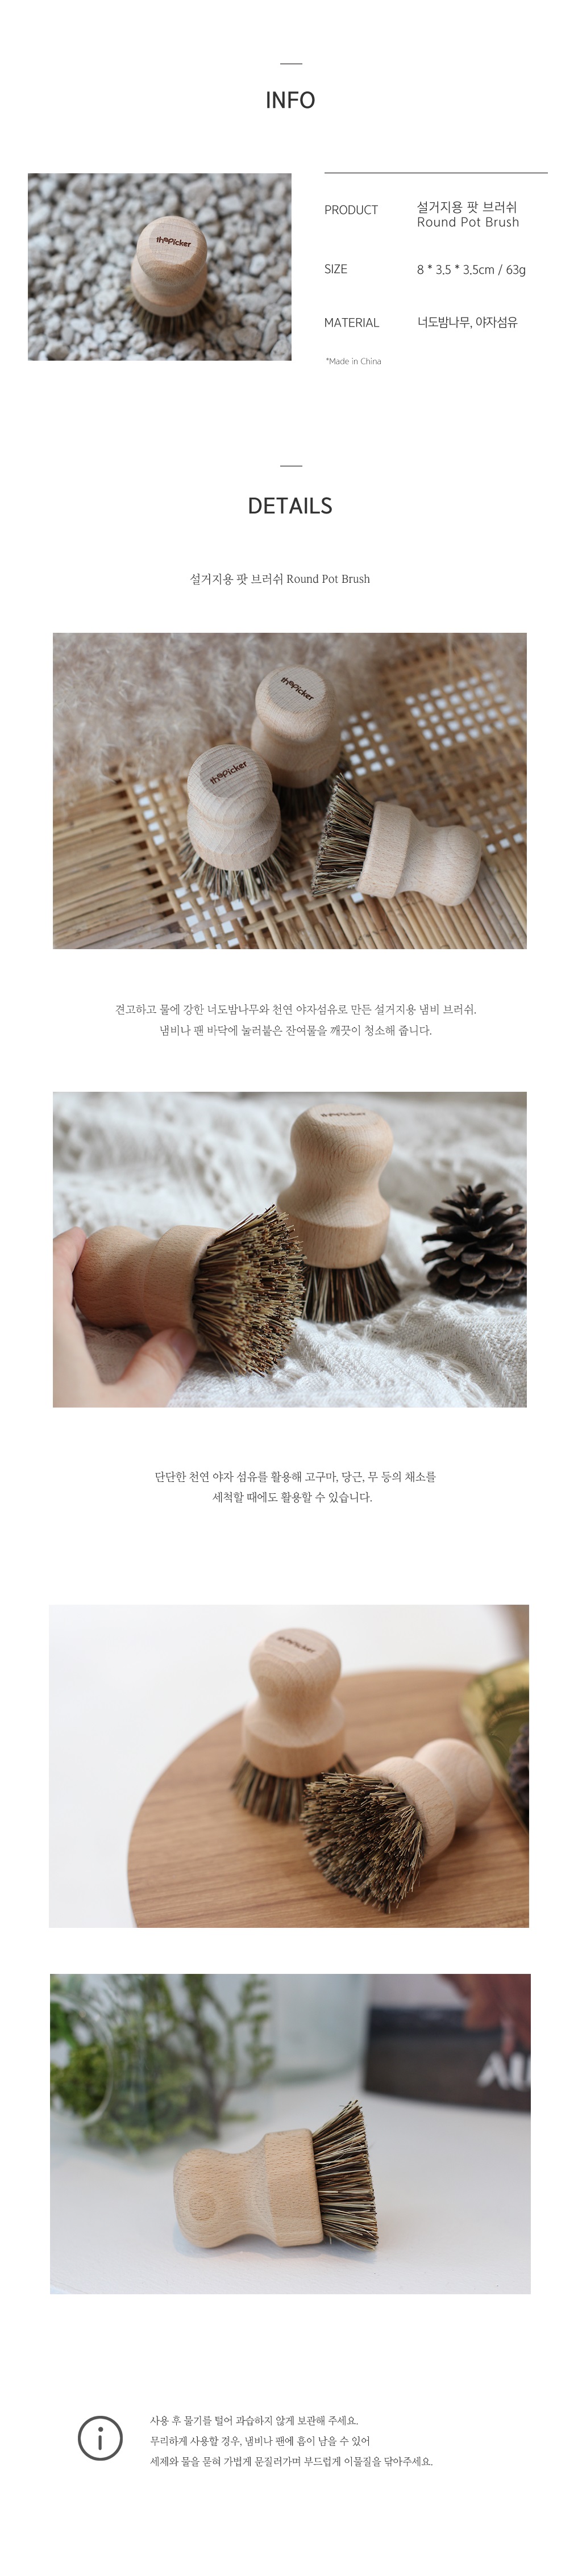 INFO
thePicker
PRODUCT 설거지용 팟 브러쉬
Round Pot Brush
SIZE 8 * 3.5 * 3.5cm / 63g
MATERIAL 너도밤나무, 야자섬유
*Made in China
DETAILS
설거지용 팟 브러쉬 Round Pot Brush
thePicker
thePicker
견고하고 물에 강한 너도밤나무와 천연 야자섬유로 만든 설거지용 냄비 브러쉬.
냄비나 팬 바닥에 눌러붙은 잔여물을 깨끗이 청소해 줍니다.
thePicker
단단한 천연 야자 섬유를 활용해 고구마, 당근, 무 등의 채소를
세척할 때에도 활용할 수 있습니다.
thePicker
사용 후 물기를 털어 과습하지 않게 보관해 주세요.
무리하게 사용할 경우, 냄비나 팬에 흠이 남을 수 있어
세제와 물을 묻혀 가볍게 문질러가며 부드럽게 이물질을 닦아주세요.